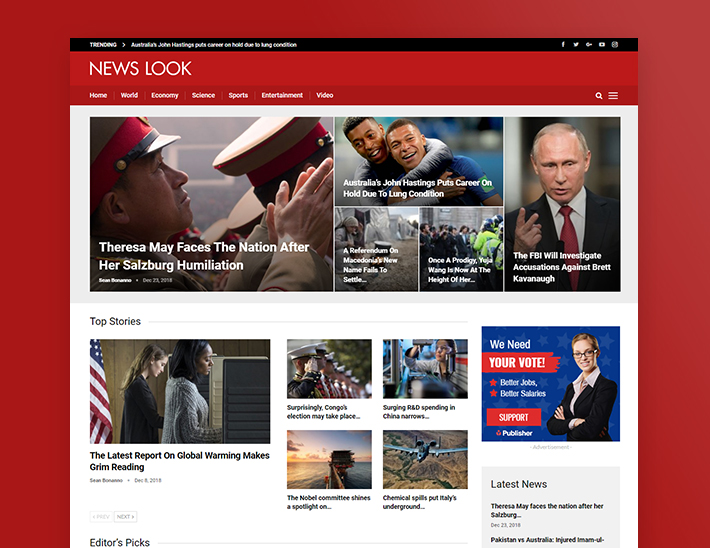 TRENDING
Australia's John Hastings puts career on hold due to lung condition
NEWS LOOK
Home
World
Economy
Science
Sports
Entertainment
Video
Theresa May Faces The Nation After
Her Salzburg Humiliation
Sean Bonanno
Dec 23, 2018
Australia's John Hastings Puts Career On
Hold Due To Lung Condition
A Referendum On
Macedonia's New
Name Fails To
Settle...
Once A Prodigy, Yuja
Wang Is Now At The
Height Of Her...
The FBI Will Investigate
Accusations Against Brett
Kavanaugh
Top Stories
The Latest Report On Global Warming Makes
Grim Reading
Sean Bonanno
Dec 8, 2018
Surprisingly, Congo's
election may take place...
Surging R&D spending in
China narrows...
The Nobel committee shines
a spotlight on...
Chemical spills put Italy's
underground...
PREV
NEXT
We Need
YOUR VOTE!
Better Jobs,
Better Salaries
SUPPORT
Publisher
- Advertisement -
Latest News
Theresa May faces the nation after her
Salzburg...
Dec 23, 2018
Pakistan vs Australia: Injured Imam-ul-
Editor's Picks